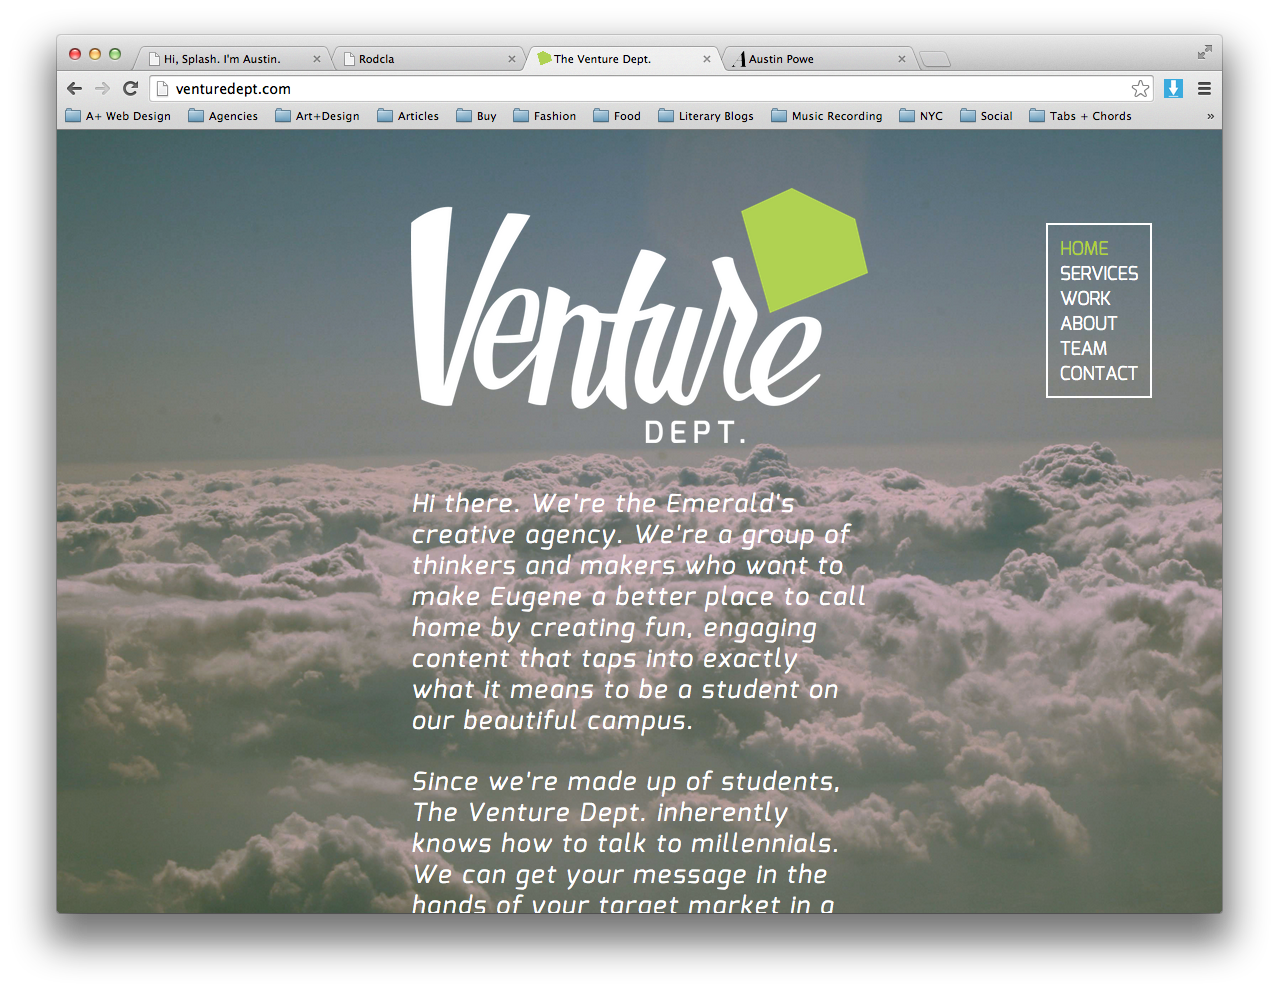 Hi, Splash. I'm Austin.
Rodcla
The Venture Dept.
Austin Powe
venturedept.com
A+ Web Design
Agencies
Art+Design
Articles
Buy
Fashion
Food
Literary Blogs
Music Recording
NYC
Social
Tabs + Chords
»
Venture
DEPT.
HOME
SERVICES
WORK
ABOUT
TEAM
CONTACT
Hi there. We're the Emerald's
creative agency. We're a group of
thinkers and makers who want to
make Eugene a better place to call
home by creating fun, engaging
content that taps into exactly
what it means to be a student on
our beautiful campus.
Since we're made up of students,
The Venture Dept. inherently
knows how to talk to millennials.
We can get your message in the
hands of your target market in a